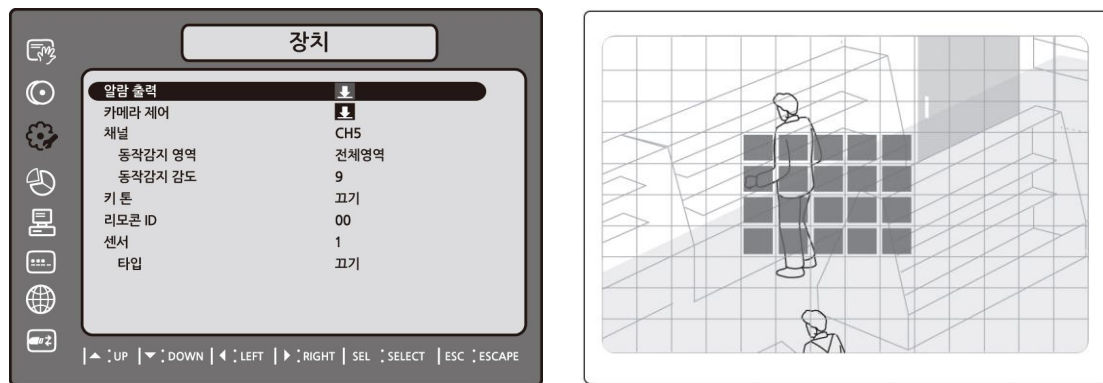 장치
알람 출력
카메라 제어
채널 CH5
동작감지 영역 전체영역
동작감지 감도 9
키 톤 끄기
리모콘 ID 00
센서 1
타입 끄기
UP DOWN LEFT RIGHT SEL : SELECT ESC : ESCAPE